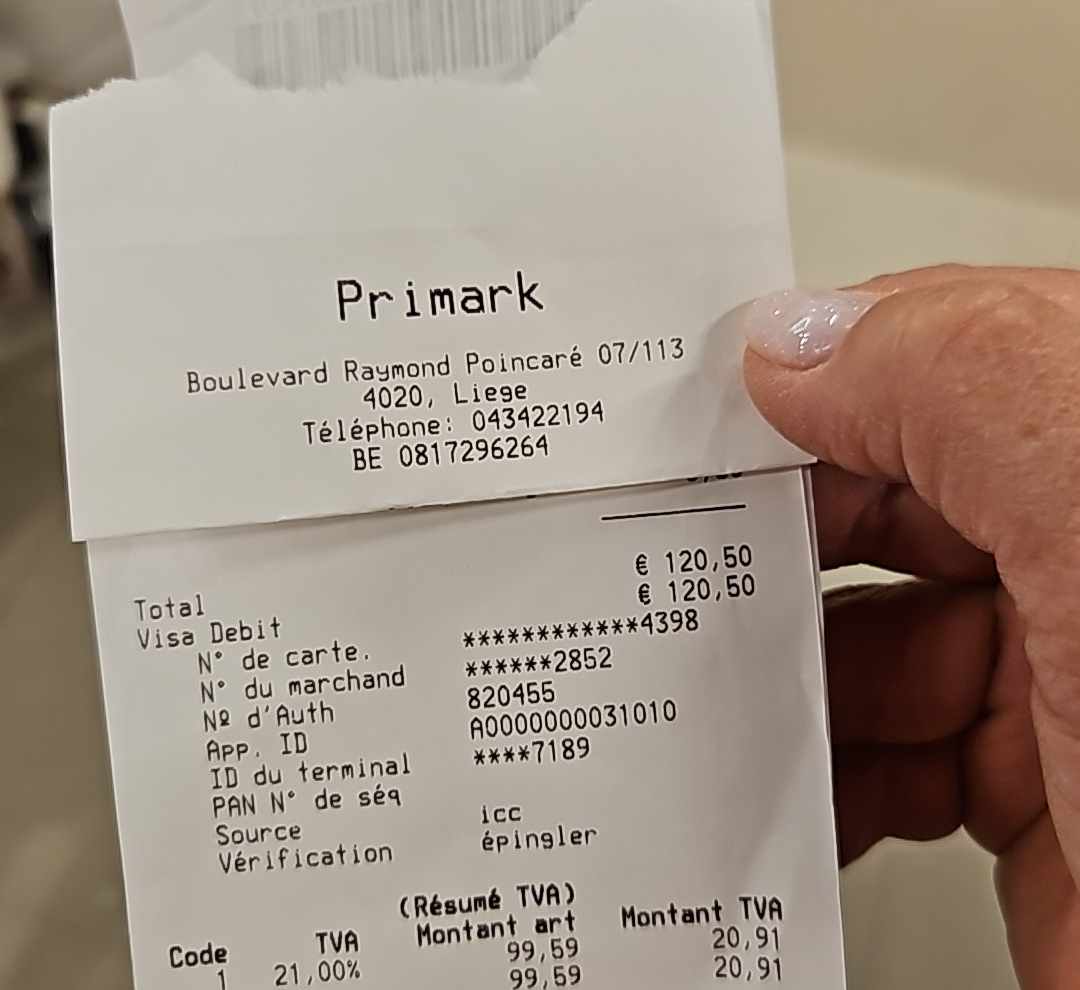 Primark
Boulevard Raymond Poincaré 07/113
4020, Liege
Téléphone: 043422194
BE 0817296264
€ 120,50
Total € 120,50
Visa Debit
N° de carte. ************4398
N° du marchand ******2852
Nº d'Auth 820455
App. ID A0000000031010
ID du terminal ****7189
PAN N° de séq
Source icc
Vérification épingler
(Résumé TVA)
Code TVA Montant art Montant TVA
1 21,00% 99,59 20,91
99,59 20,91